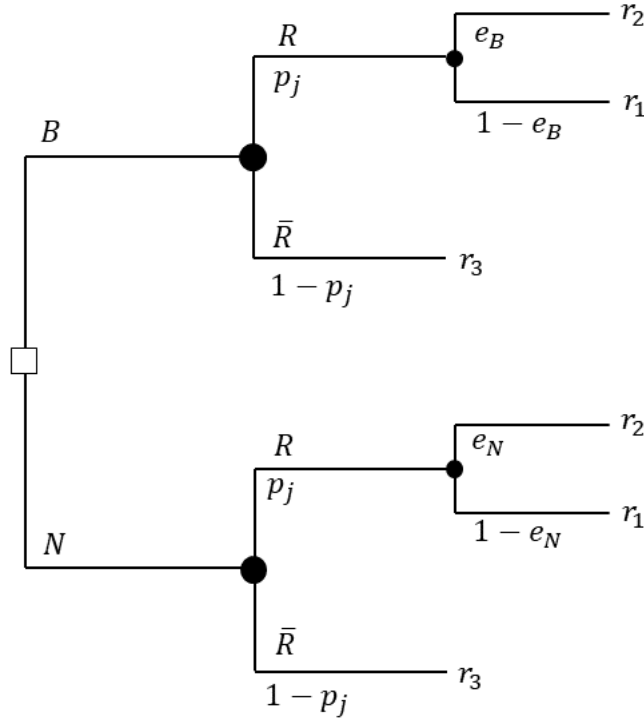 r₂
R
e_B
p_j
r₁
B
1 − e_B
R̄
r₃
1 − p_j
r₂
R
e_N
p_j
r₁
N
1 − e_N
R̄
r₃
1 − p_j